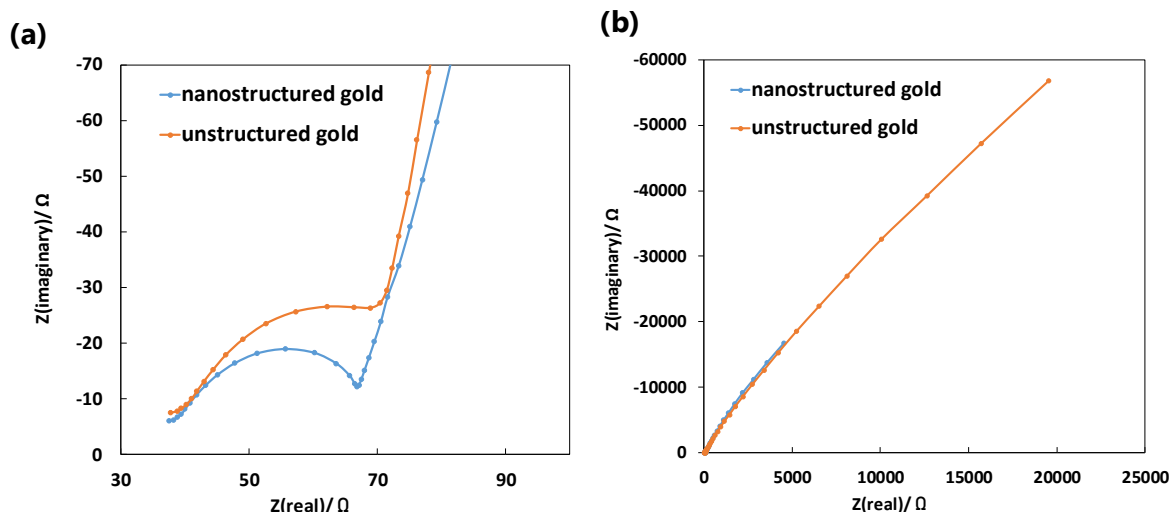 (a)
Z(imaginary)/ Ω
-70
-60
-50
-40
-30
-20
-10
0
30
50
70
90
Z(real)/ Ω
nanostructured gold
unstructured gold
(b)
Z(imaginary)/ Ω
-60000
-50000
-40000
-30000
-20000
-10000
0
0
5000
10000
15000
20000
25000
Z(real)/ Ω
nanostructured gold
unstructured gold